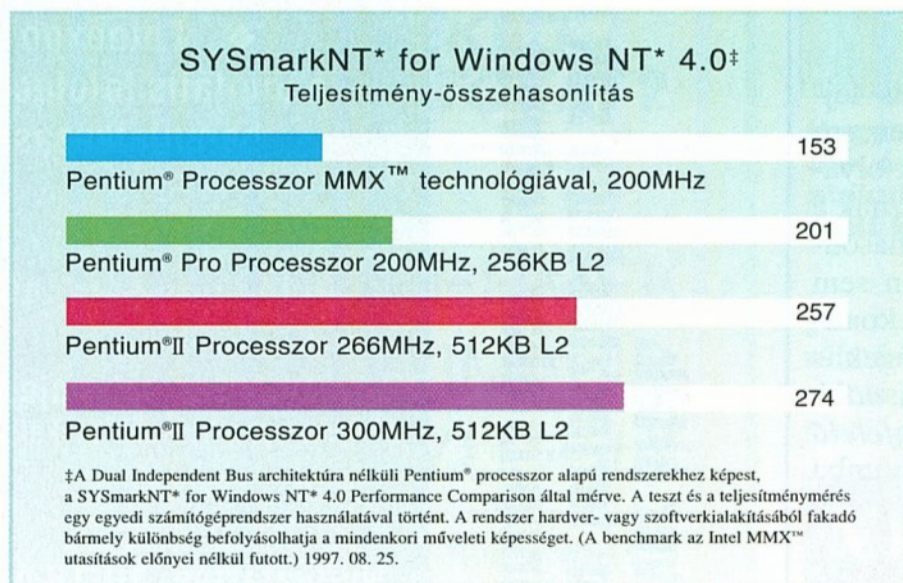 SYSmarkNT* for Windows NT* 4.0‡
Teljesítmény-összehasonlítás
153
Pentium® Processzor MMX™ technológiával, 200MHz
201
Pentium® Pro Processzor 200MHz, 256KB L2
257
Pentium®II Processzor 266MHz, 512KB L2
274
Pentium®II Processzor 300MHz, 512KB L2
‡A Dual Independent Bus architektúra nélküli Pentium® processzor alapú rendszerekhez képest,
a SYSmarkNT* for Windows NT* 4.0 Performance Comparison által mérve. A teszt és a teljesítménymérés
egy egyedi számítógéprendszer használatával történt. A rendszer hardver- vagy szoftverkialakításából fakadó
bármely különbség befolyásolhatja a mindenkori műveleti képességet. (A benchmark az Intel MMX™
utasítások előnyei nélkül futott.) 1997. 08. 25.